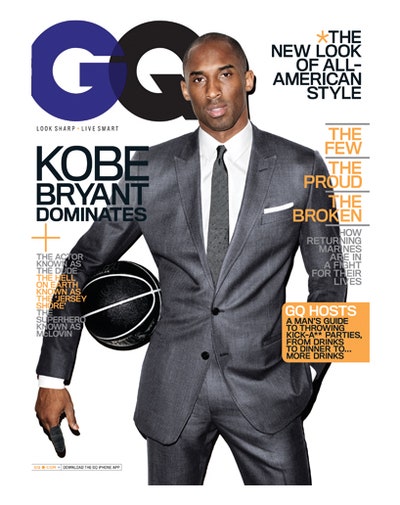 GQ
LOOK SHARP + LIVE SMART
*THE
NEW LOOK
OF ALL-
AMERICAN
STYLE
KOBE
BRYANT
DOMINATES
+
THE ACTOR
KNOWN AS
THE DUDE
THE HELL
ON EARTH
KNOWN AS
THE 'JERSEY
SHORE'
THE
SUPERHERO
KNOWN AS
MCLOVIN
THE
FEW
THE
PROUD
THE
BROKEN
HOW
RETURNING
MARINES
ARE IN
A FIGHT
FOR THEIR
LIVES
GQ HOSTS
A MAN'S GUIDE
TO THROWING
KICK-A** PARTIES,
FROM DRINKS
TO DINNER TO...
MORE DRINKS
DOWNLOAD THE GQ IPHONE APP